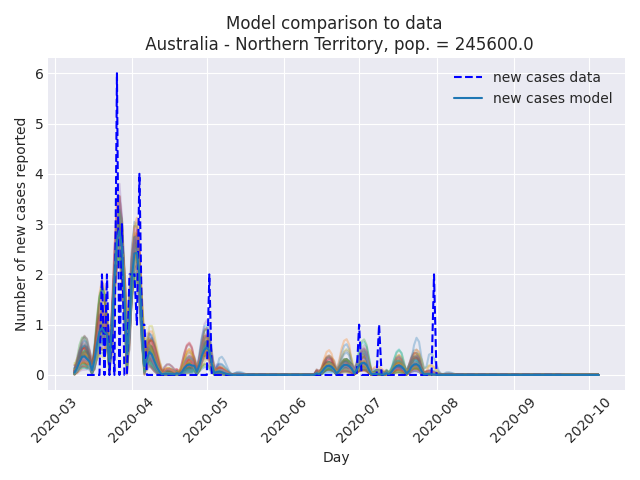 Model comparison to data
Australia - Northern Territory, pop. = 245600.0
new cases data
new cases model
Number of new cases reported
6
5
4
3
2
1
0
2020-03
2020-04
2020-05
2020-06
2020-07
2020-08
2020-09
2020-10
Day